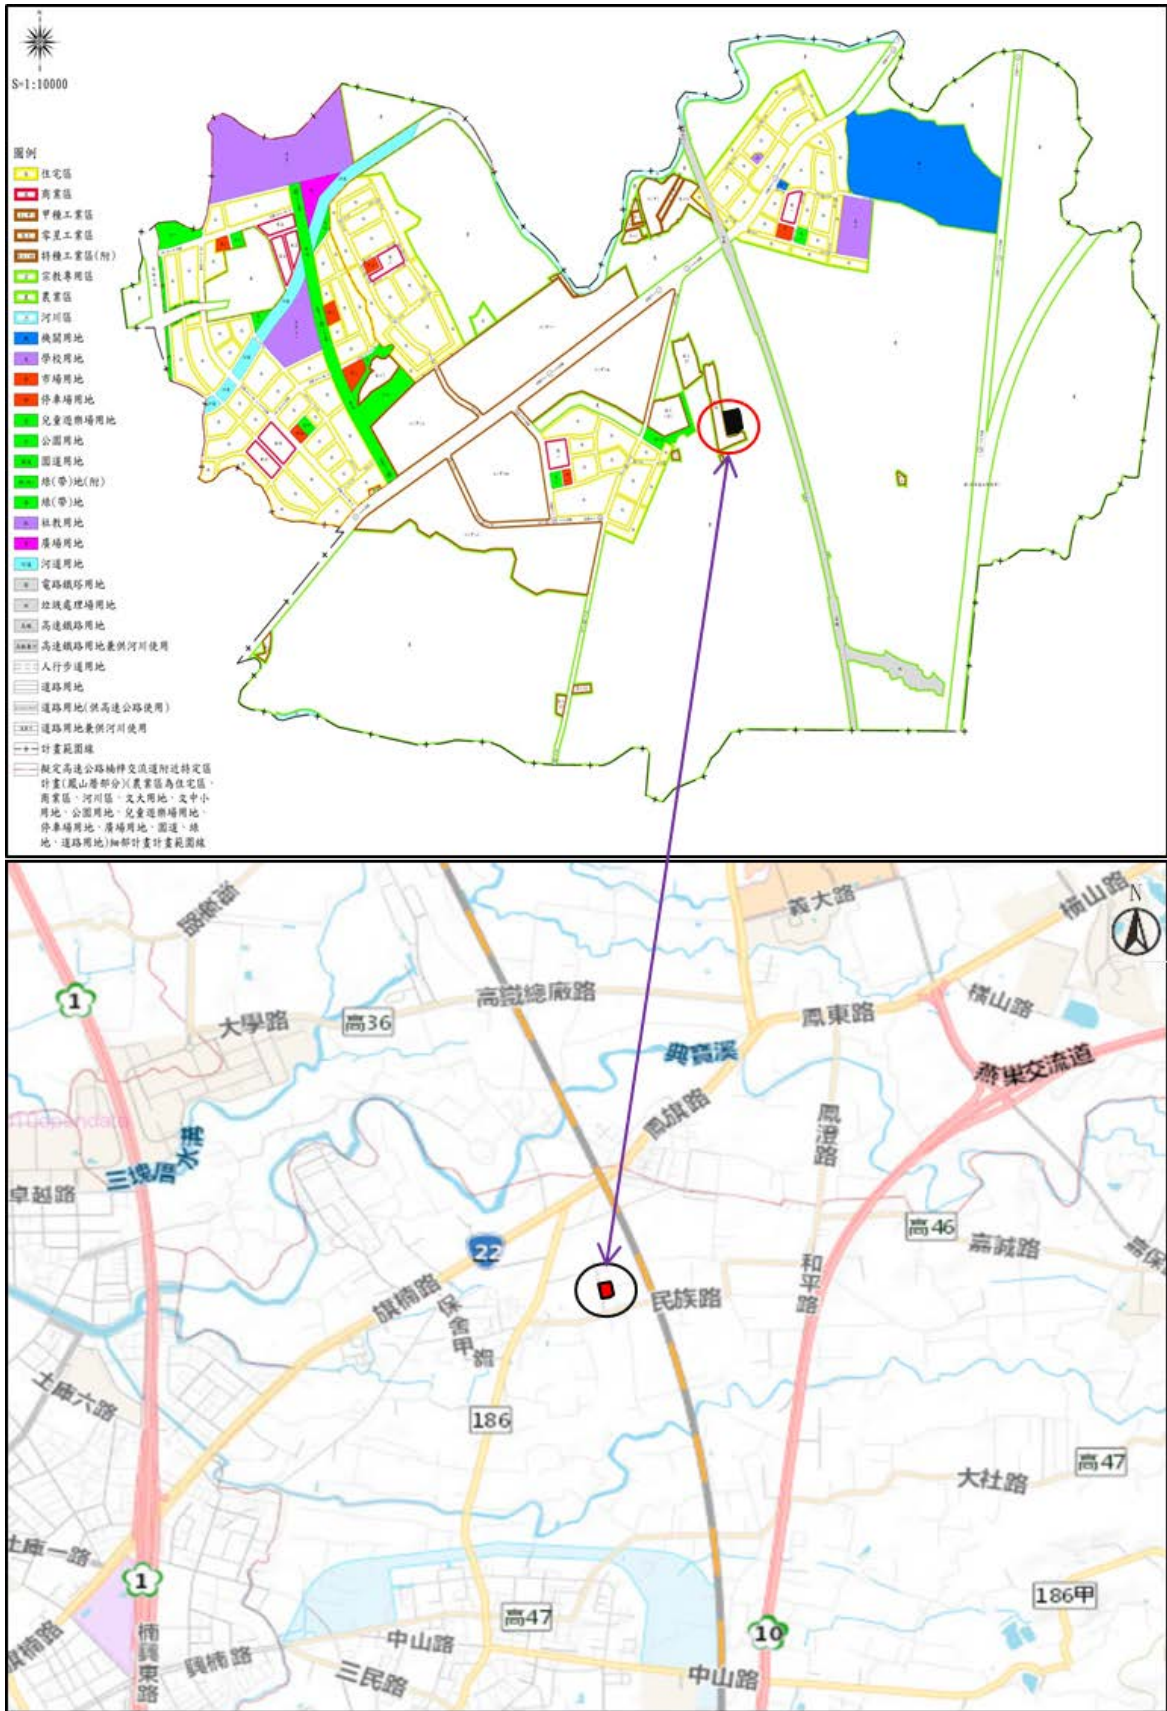 N
S=1:10000
圖例
住宅區
商業區
甲種工業區
零星工業區
特種工業區(附)
宗教專用區
農業區
河川區
機關用地
學校用地
市場用地
停車場用地
兒童遊樂場用地
公園用地
園道用地
綠(帶)地(附)
綠(帶)地
社教用地
廣場用地
河道用地
電路鐵塔用地
垃圾處理場用地
高速鐵路用地
高速鐵路用地兼供河川使用
人行步道用地
道路用地
道路用地(供高速公路使用)
道路用地兼供河川使用
計畫範圍線
擬定高速公路楠梓交流道附近特定區
計畫(鳳山厝部分)(農業區為住宅區、
商業區、河川區、文大用地、文中小
用地、公園用地、兒童遊樂場用地、
停車場用地、廣場用地、園道、綠
地、道路用地)細部計畫計畫範圍線
義大路
橫山路
N
1
大學路
高36
高鐵總廠路
鳳東路
橫山路
典寶溪
燕巢交流道
鳳旗路
鳳澄路
卓越路
高46
嘉誠路
22
旗楠路
保舍甲路
民族路
和平路
土庫六路
186
高47
大社路
土庫一路
1
186甲
高47
10
旗楠路
楠興東路
興楠路
中山路
三民路
中山路